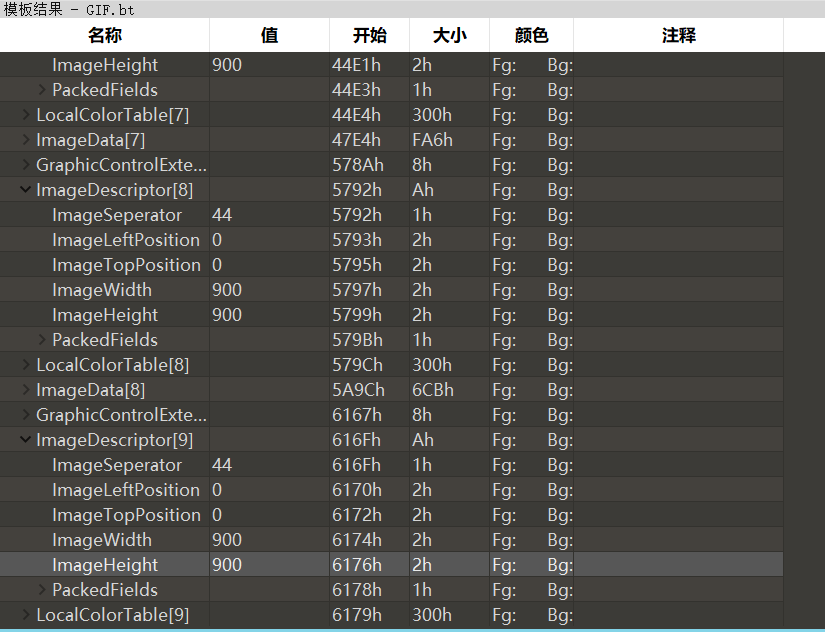 模板结果 - GIF.bt
名称 值 开始 大小 颜色 注释
ImageHeight 900 44E1h 2h Fg: Bg:
PackedFields 44E3h 1h Fg: Bg:
LocalColorTable[7] 44E4h 300h Fg: Bg:
ImageData[7] 47E4h FA6h Fg: Bg:
GraphicControlExte... 578Ah 8h Fg: Bg:
ImageDescriptor[8] 5792h Ah Fg: Bg:
ImageSeperator 44 5792h 1h Fg: Bg:
ImageLeftPosition 0 5793h 2h Fg: Bg:
ImageTopPosition 0 5795h 2h Fg: Bg:
ImageWidth 900 5797h 2h Fg: Bg:
ImageHeight 900 5799h 2h Fg: Bg:
PackedFields 579Bh 1h Fg: Bg:
LocalColorTable[8] 579Ch 300h Fg: Bg:
ImageData[8] 5A9Ch 6CBh Fg: Bg:
GraphicControlExte... 6167h 8h Fg: Bg:
ImageDescriptor[9] 616Fh Ah Fg: Bg:
ImageSeperator 44 616Fh 1h Fg: Bg:
ImageLeftPosition 0 6170h 2h Fg: Bg:
ImageTopPosition 0 6172h 2h Fg: Bg:
ImageWidth 900 6174h 2h Fg: Bg:
ImageHeight 900 6176h 2h Fg: Bg:
PackedFields 6178h 1h Fg: Bg:
LocalColorTable[9] 6179h 300h Fg: Bg: